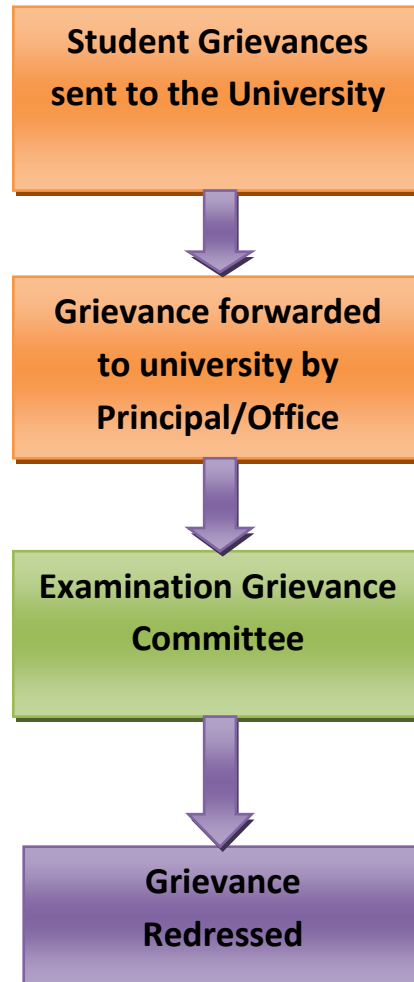 Student Grievances
sent to the University
Grievance forwarded
to university by
Principal/Office
Examination Grievance
Committee
Grievance
Redressed